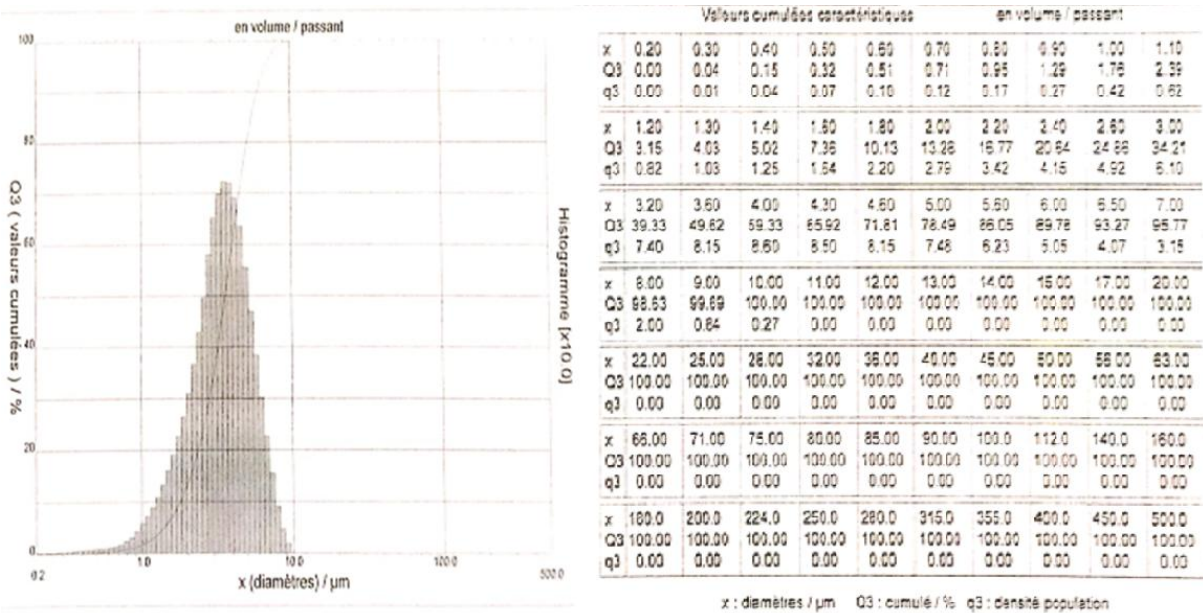 en volume / passant
100
80
60
40
20
0
Q3 ( valeurs cumulées ) / %
Histogramme [x10.0]
0.2 1.0 10.0 100.0 500.0
x (diamètres) / µm
Valeurs cumulées caractéristiques en volume / passant
x 0.20 0.30 0.40 0.50 0.60 0.70 0.80 0.90 1.00 1.10
Q3 0.00 0.04 0.15 0.32 0.51 0.71 0.95 1.29 1.76 2.39
q3 0.00 0.01 0.04 0.07 0.10 0.12 0.17 0.27 0.42 0.62
x 1.20 1.30 1.40 1.60 1.80 2.00 2.20 2.40 2.60 3.00
Q3 3.15 4.03 5.02 7.36 10.13 13.26 16.77 20.64 24.86 34.21
q3 0.82 1.03 1.25 1.64 2.20 2.79 3.42 4.15 4.92 6.10
x 3.20 3.60 4.00 4.30 4.60 5.00 5.60 6.00 6.50 7.00
Q3 39.33 49.62 59.33 65.92 71.81 78.49 86.05 89.78 93.27 95.77
q3 7.40 8.15 8.60 8.50 8.15 7.48 6.23 5.05 4.07 3.15
x 8.00 9.00 10.00 11.00 12.00 13.00 14.00 15.00 17.00 20.00
Q3 98.63 99.69 100.00 100.00 100.00 100.00 100.00 100.00 100.00 100.00
q3 2.00 0.84 0.27 0.00 0.00 0.00 0.00 0.00 0.00 0.00
x 22.00 25.00 28.00 32.00 36.00 40.00 45.00 50.00 56.00 63.00
Q3 100.00 100.00 100.00 100.00 100.00 100.00 100.00 100.00 100.00 100.00
q3 0.00 0.00 0.00 0.00 0.00 0.00 0.00 0.00 0.00 0.00
x 66.00 71.00 75.00 80.00 85.00 90.00 100.0 112.0 140.0 160.0
Q3 100.00 100.00 100.00 100.00 100.00 100.00 100.00 100.00 100.00 100.00
q3 0.00 0.00 0.00 0.00 0.00 0.00 0.00 0.00 0.00 0.00
x 180.0 200.0 224.0 250.0 280.0 315.0 355.0 400.0 450.0 500.0
Q3 100.00 100.00 100.00 100.00 100.00 100.00 100.00 100.00 100.00 100.00
q3 0.00 0.00 0.00 0.00 0.00 0.00 0.00 0.00 0.00 0.00
x : diamètres / µm Q3 : cumulé / % q3 : densité population